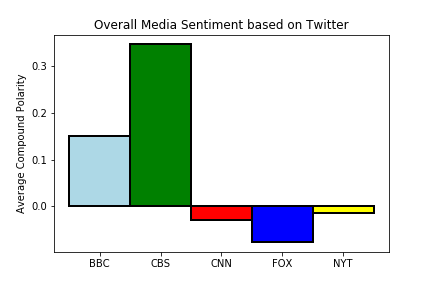 Overall Media Sentiment based on Twitter
Average Compound Polarity
0.3
0.2
0.1
0.0
BBC CBS CNN FOX NYT